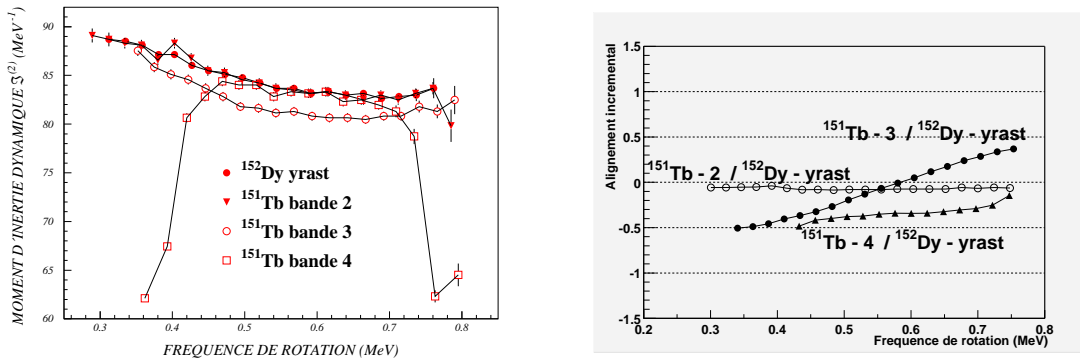 MOMENT D 'INERTIE DYNAMIQUE ℑ(2) (MeV-1)
90
85
80
75
70
65
60
152Dy yrast
151Tb bande 2
151Tb bande 3
151Tb bande 4
0.3 0.4 0.5 0.6 0.7 0.8
FREQUENCE DE ROTATION (MeV)
Alignement incremental
1.5
1
0.5
0
-0.5
-1
-1.5
151Tb - 3 / 152Dy - yrast
151Tb - 2 / 152Dy - yrast
151Tb - 4 / 152Dy - yrast
0.2 0.3 0.4 0.5 0.6 0.7 0.8
Frequence de rotation (MeV)